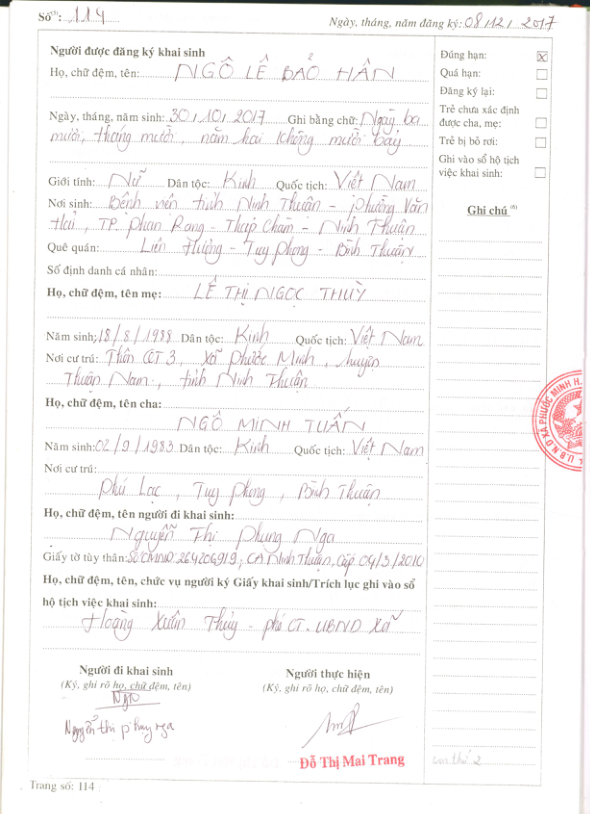 Số⁽¹⁾: 114
Ngày, tháng, năm đăng ký: 08/12/2017
Người được đăng ký khai sinh
Họ, chữ đệm, tên: NGÔ LÊ BẢO HÂN
Ngày, tháng, năm sinh: 30/10/2017 Ghi bằng chữ: Ngày ba
mươi, tháng mười, năm hai không mười bảy
Giới tính: Nữ Dân tộc: Kinh Quốc tịch: Việt Nam
Nơi sinh: Bệnh viện tỉnh Ninh Thuận - phường Văn
Hải, TP. Phan Rang - Tháp Chàm - Ninh Thuận
Quê quán: Liên Hương - Tuy Phong - Bình Thuận
Số định danh cá nhân:
Họ, chữ đệm, tên mẹ: LÊ THỊ NGỌC THÙY
Năm sinh: 18/8/1988 Dân tộc: Kinh Quốc tịch: Việt Nam
Nơi cư trú: Thôn 3, xã Phước Minh, huyện
Thuận Nam, tỉnh Ninh Thuận
Họ, chữ đệm, tên cha:
NGÔ MINH TUẤN
Năm sinh: 02/9/1983 Dân tộc: Kinh Quốc tịch: Việt Nam
Nơi cư trú:
Phú Lạc, Tuy Phong, Bình Thuận
Họ, chữ đệm, tên người đi khai sinh:
Nguyễn Thị Phụng Nga
Giấy tờ tùy thân: Số CMND: 264206919; CA Ninh Thuận, Cấp 04/3/2010
Họ, chữ đệm, tên, chức vụ người ký Giấy khai sinh/Trích lục ghi vào sổ
hộ tịch việc khai sinh:
Hoàng Xuân Thủy - phó CT. UBND xã
Người đi khai sinh
(Ký, ghi rõ họ, chữ đệm, tên)
Nga
Nguyễn thị phụng nga
Người thực hiện
(Ký, ghi rõ họ, chữ đệm, tên)
Đỗ Thị Mai Trang
Trang số: 114
Đúng hạn: X
Quá hạn:
Đăng ký lại:
Trẻ chưa xác định
được cha, mẹ:
Trẻ bị bỏ rơi:
Ghi vào sổ hộ tịch
việc khai sinh:
Ghi chú
con thứ 2
U.B.N.D XÃ PHƯỚC MINH H.